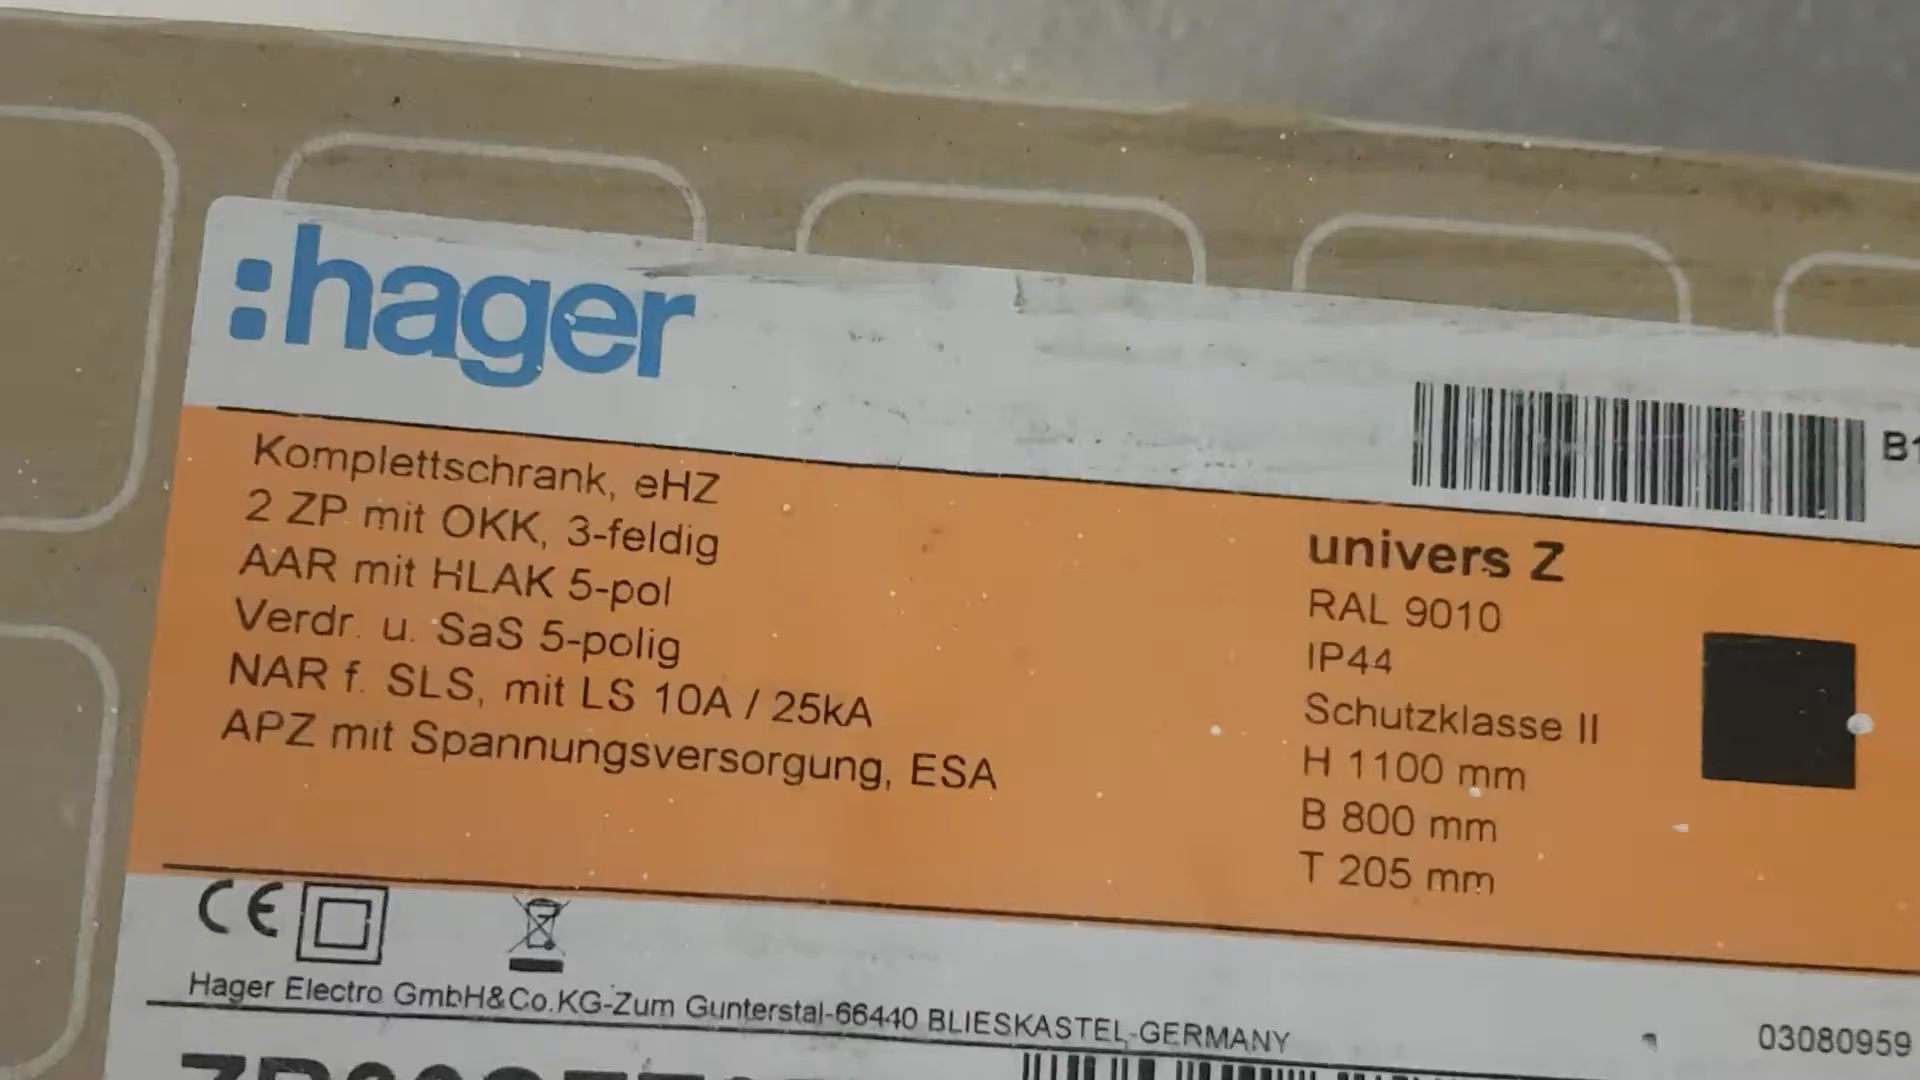 :hager
B1
Komplettschrank, eHZ
2 ZP mit OKK, 3-feldig
AAR mit HLAK 5-pol
Verdr. u. SaS 5-polig
NAR f. SLS, mit LS 10A / 25kA
APZ mit Spannungsversorgung, ESA
univers Z
RAL 9010
IP44
Schutzklasse II
H 1100 mm
B 800 mm
T 205 mm
CE
Hager Electro GmbH&Co.KG-Zum Gunterstal-66440 BLIESKASTEL-GERMANY
03080959